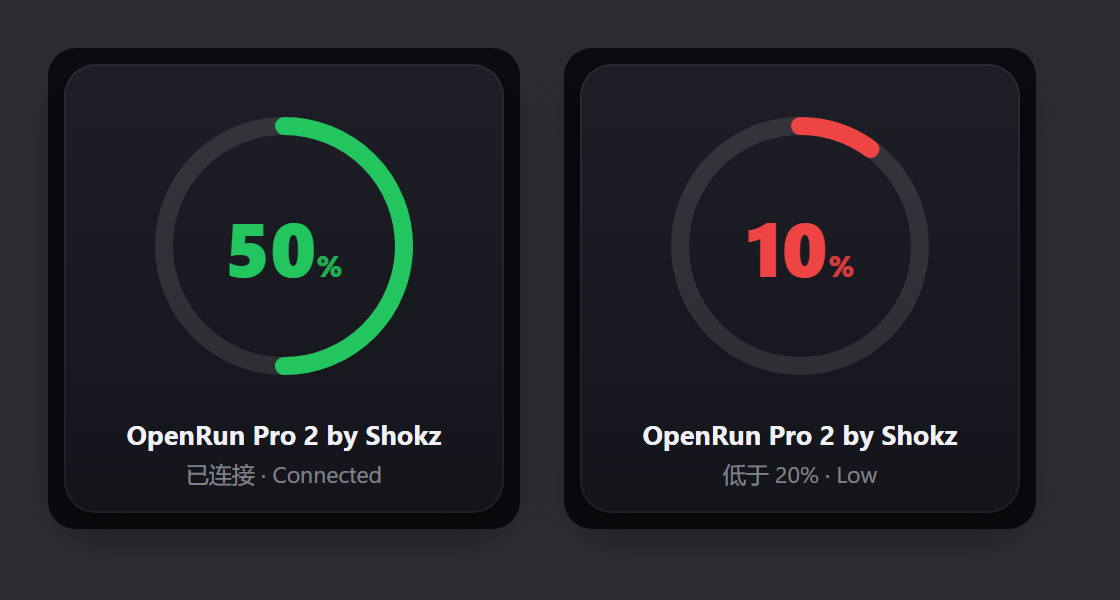 50%
OpenRun Pro 2 by Shokz
已连接 · Connected
10%
OpenRun Pro 2 by Shokz
低于 20% · Low